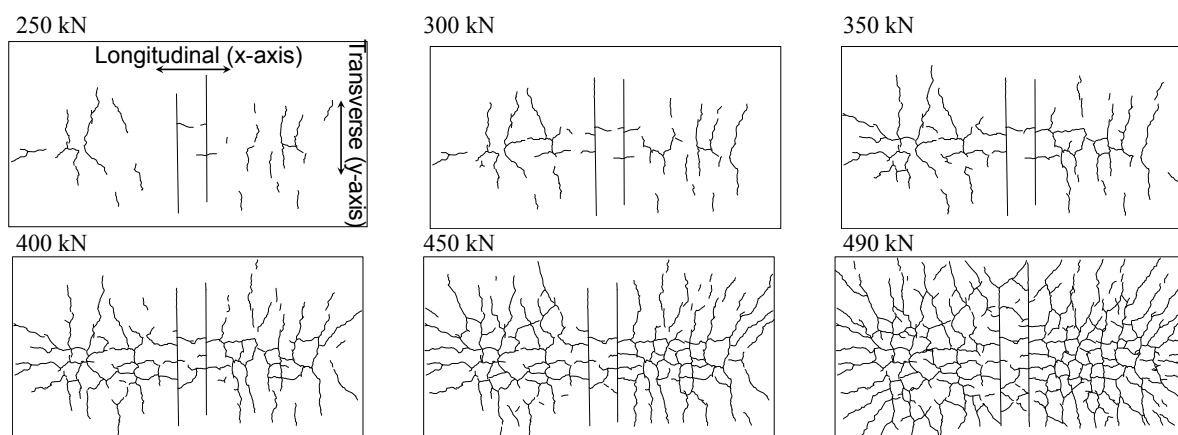 250 kN
300 kN
350 kN
Longitudinal (x-axis)
Transverse (y-axis)
400 kN
450 kN
490 kN